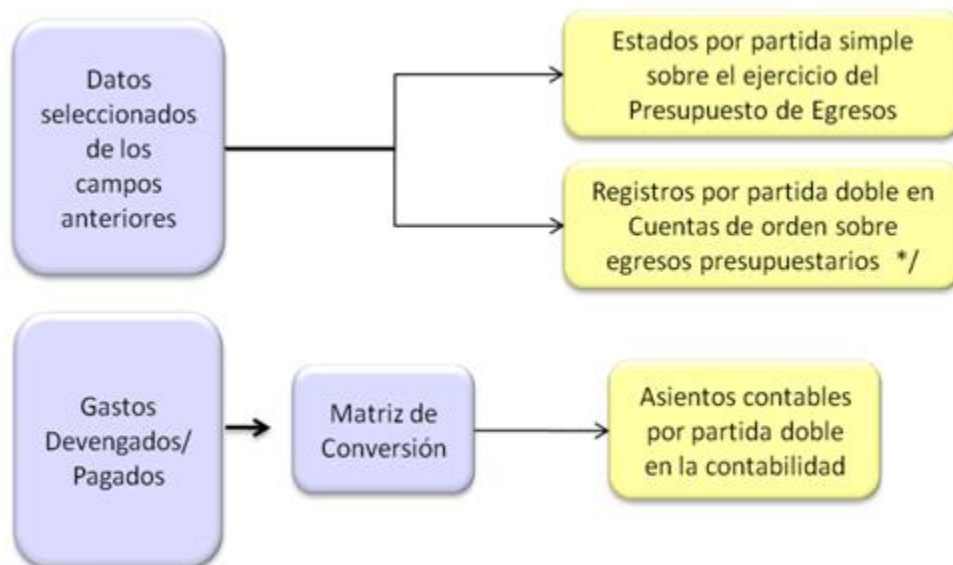 Datos
seleccionados
de los
campos
anteriores
Estados por partida simple
sobre el ejercicio del
Presupuesto de Egresos
Registros por partida doble en
Cuentas de orden sobre
egresos presupuestarios */
Gastos
Devengados/
Pagados
Matriz de
Conversión
Asientos contables
por partida doble
en la contabilidad